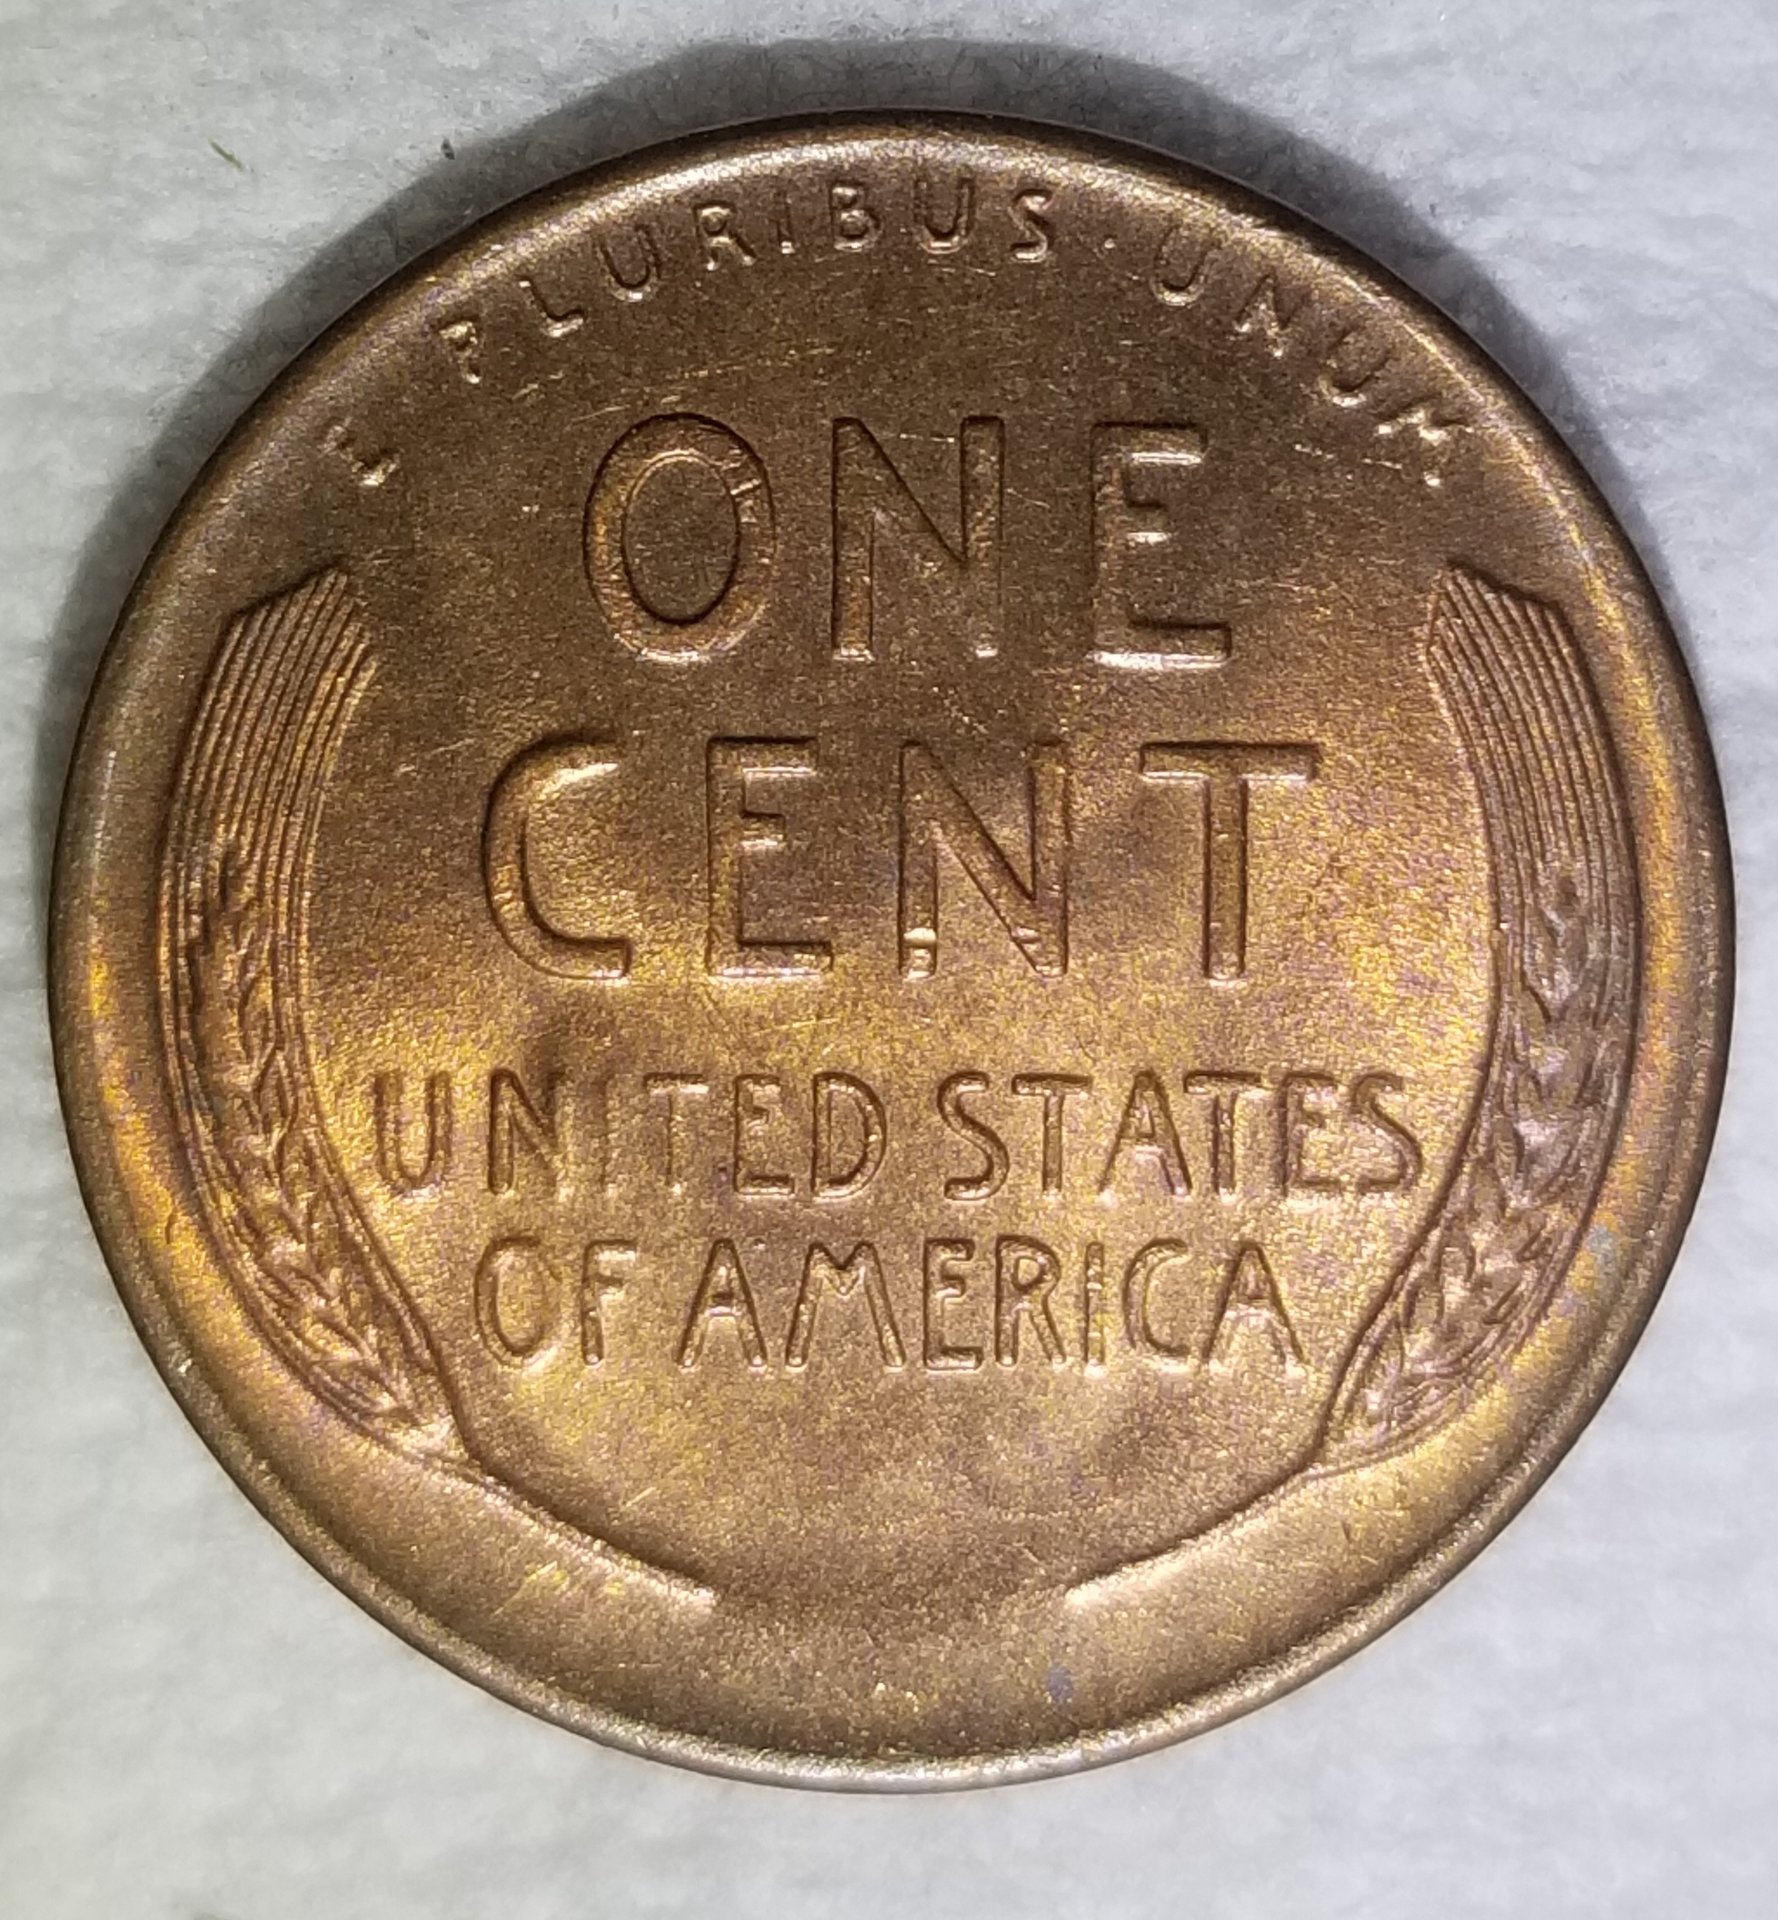 E PLURIBUS · UNUM
ONE
CENT
UNITED STATES
OF AMERICA